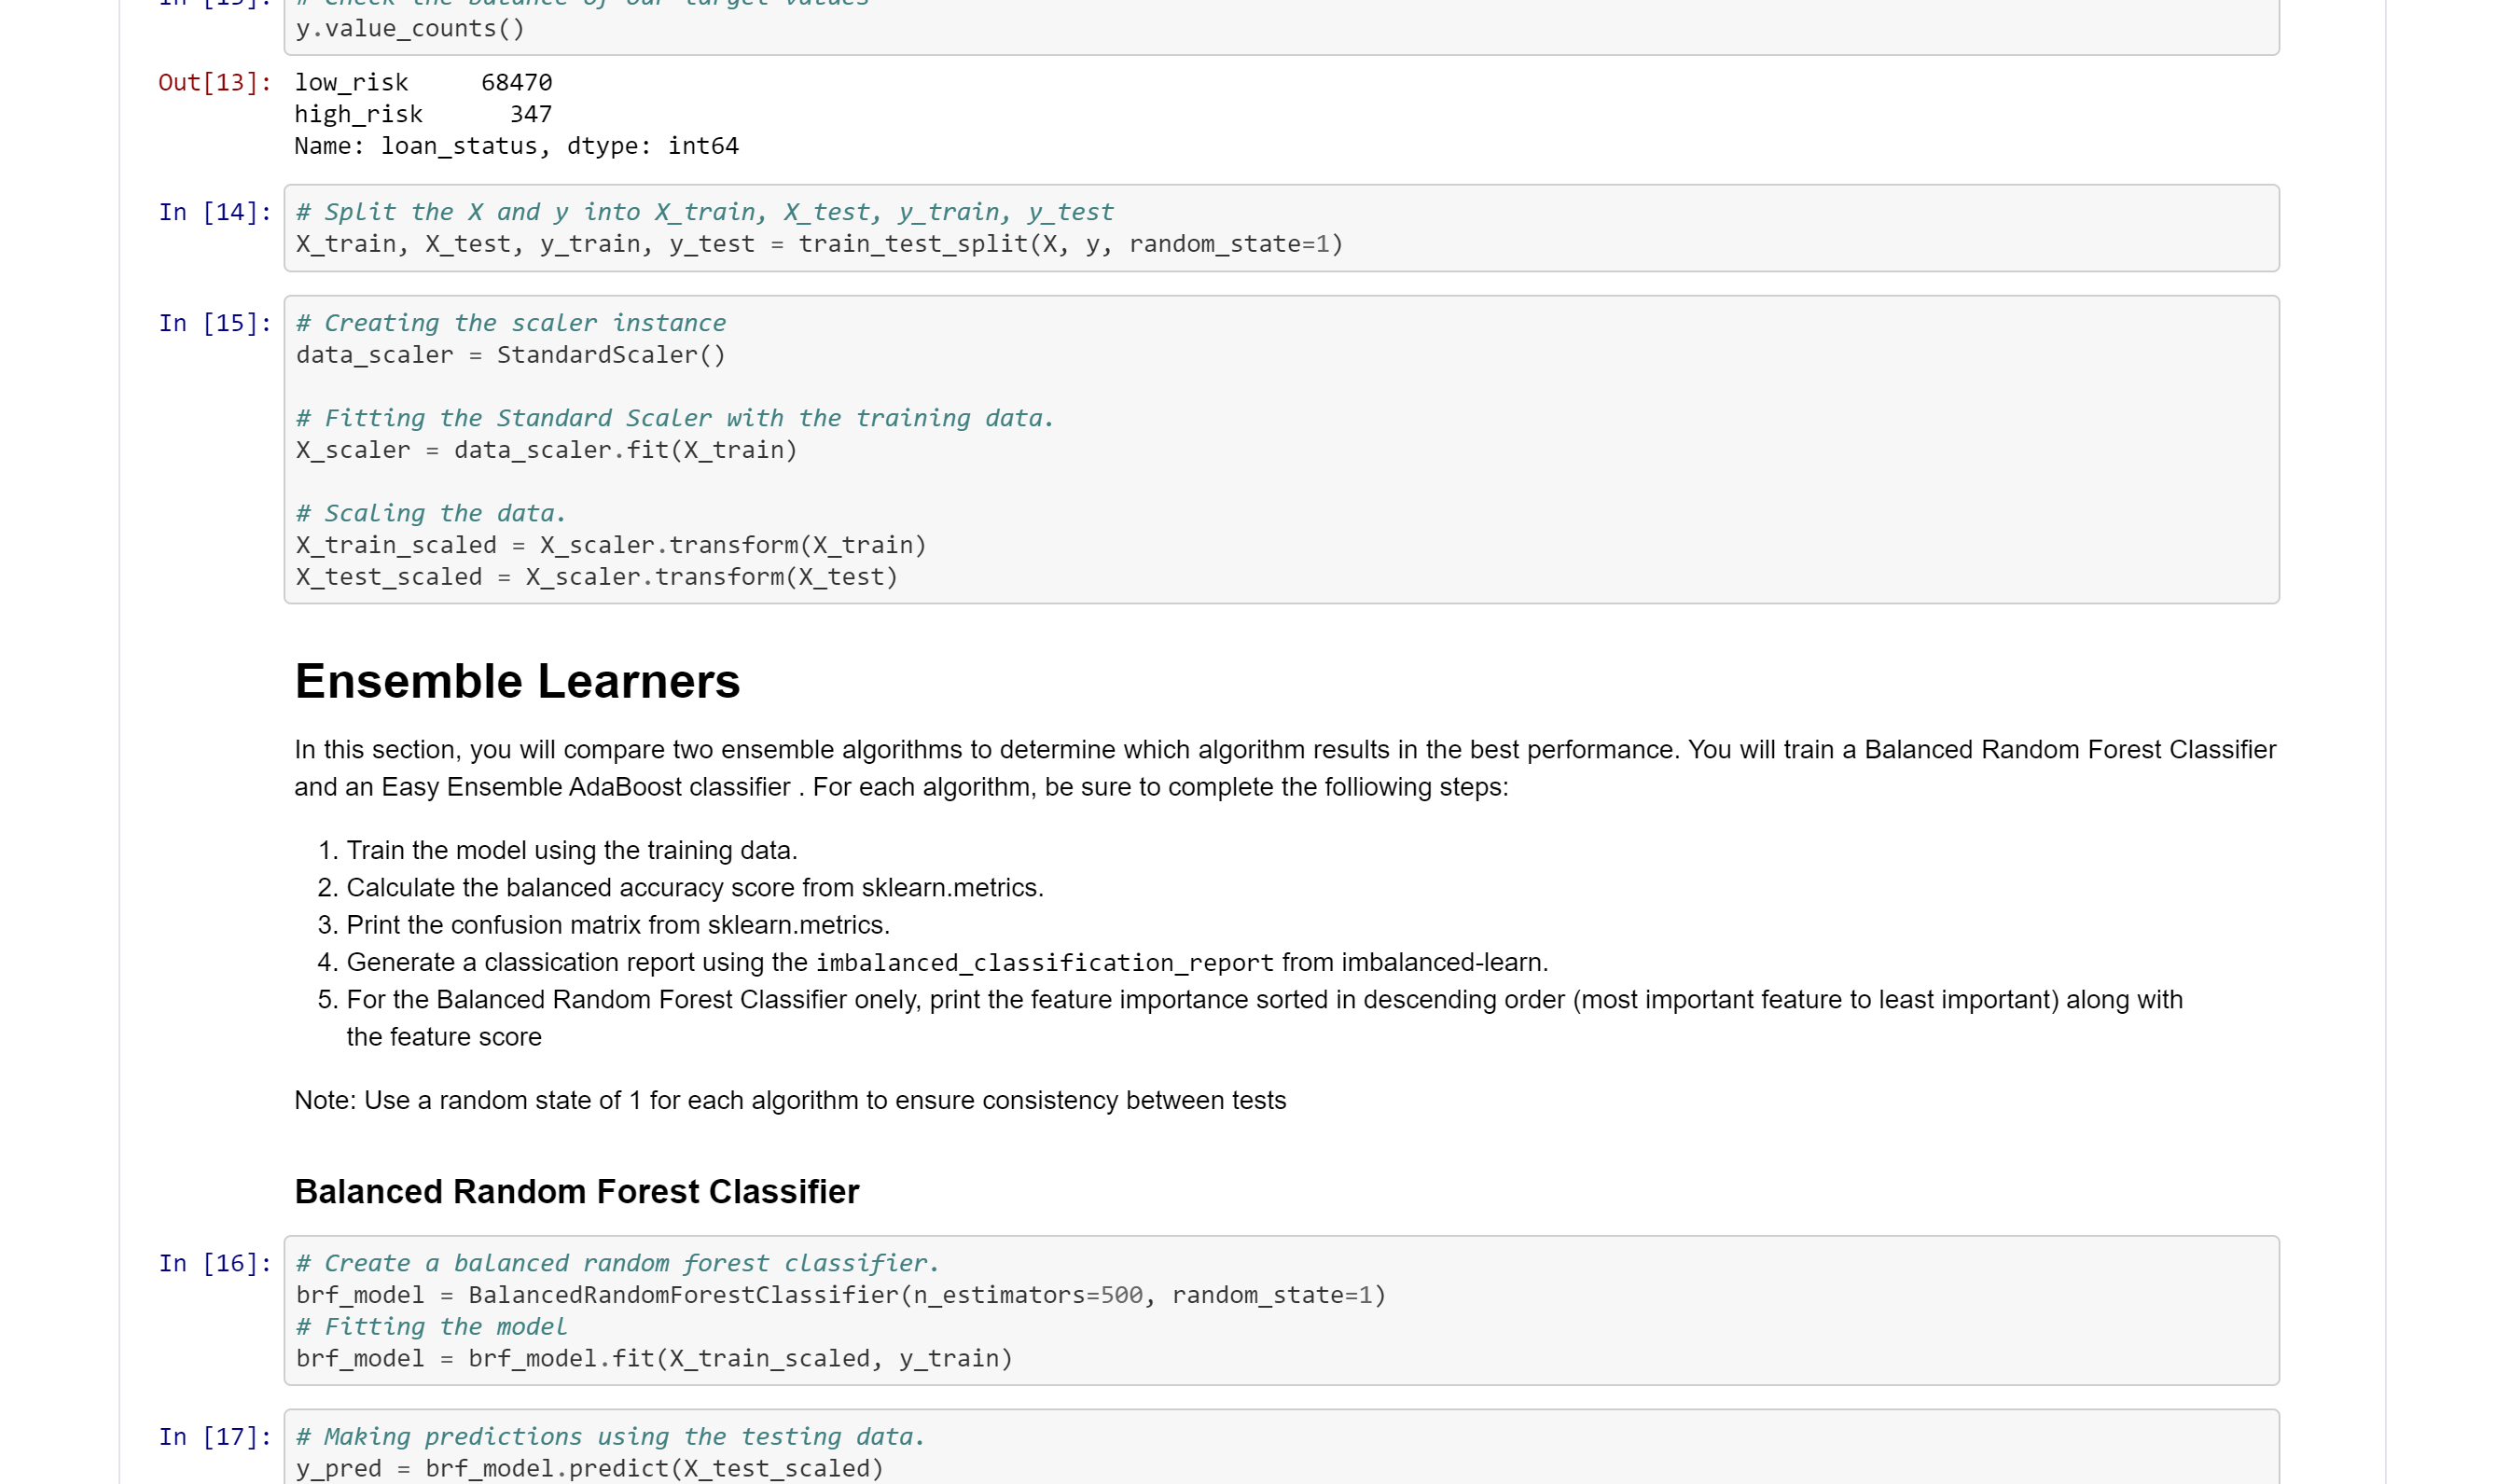 In [13]: # Check the balance of our target values
y.value_counts()
Out[13]: low_risk     68470
high_risk      347
Name: loan_status, dtype: int64
In [14]: # Split the X and y into X_train, X_test, y_train, y_test
X_train, X_test, y_train, y_test = train_test_split(X, y, random_state=1)
In [15]: # Creating the scaler instance
data_scaler = StandardScaler()
# Fitting the Standard Scaler with the training data.
X_scaler = data_scaler.fit(X_train)
# Scaling the data.
X_train_scaled = X_scaler.transform(X_train)
X_test_scaled = X_scaler.transform(X_test)
Ensemble Learners
In this section, you will compare two ensemble algorithms to determine which algorithm results in the best performance. You will train a Balanced Random Forest Classifier
and an Easy Ensemble AdaBoost classifier . For each algorithm, be sure to complete the folliowing steps:
1. Train the model using the training data.
2. Calculate the balanced accuracy score from sklearn.metrics.
3. Print the confusion matrix from sklearn.metrics.
4. Generate a classication report using the imbalanced_classification_report from imbalanced-learn.
5. For the Balanced Random Forest Classifier onely, print the feature importance sorted in descending order (most important feature to least important) along with
the feature score
Note: Use a random state of 1 for each algorithm to ensure consistency between tests
Balanced Random Forest Classifier
In [16]: # Create a balanced random forest classifier.
brf_model = BalancedRandomForestClassifier(n_estimators=500, random_state=1)
# Fitting the model
brf_model = brf_model.fit(X_train_scaled, y_train)
In [17]: # Making predictions using the testing data.
y_pred = brf_model.predict(X_test_scaled)